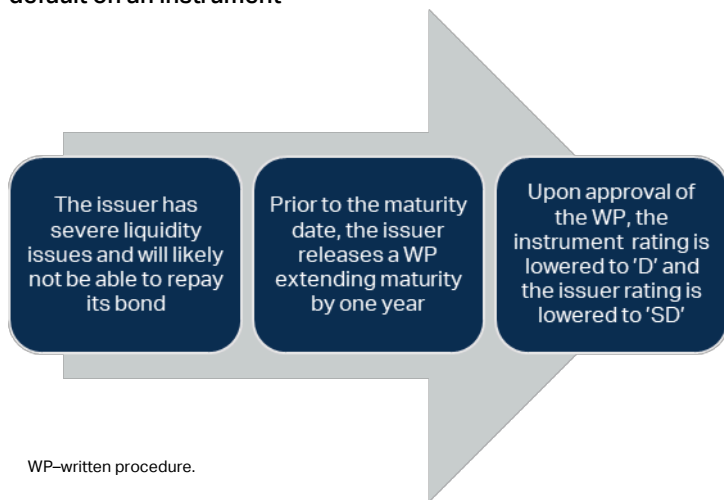 default on an instrument
The issuer has
severe liquidity
issues and will likely
not be able to repay
its bond
Prior to the maturity
date, the issuer
releases a WP
extending maturity
by one year
Upon approval of
the WP, the
instrument rating is
lowered to 'D' and
the issuer rating is
lowered to 'SD'
WP–written procedure.